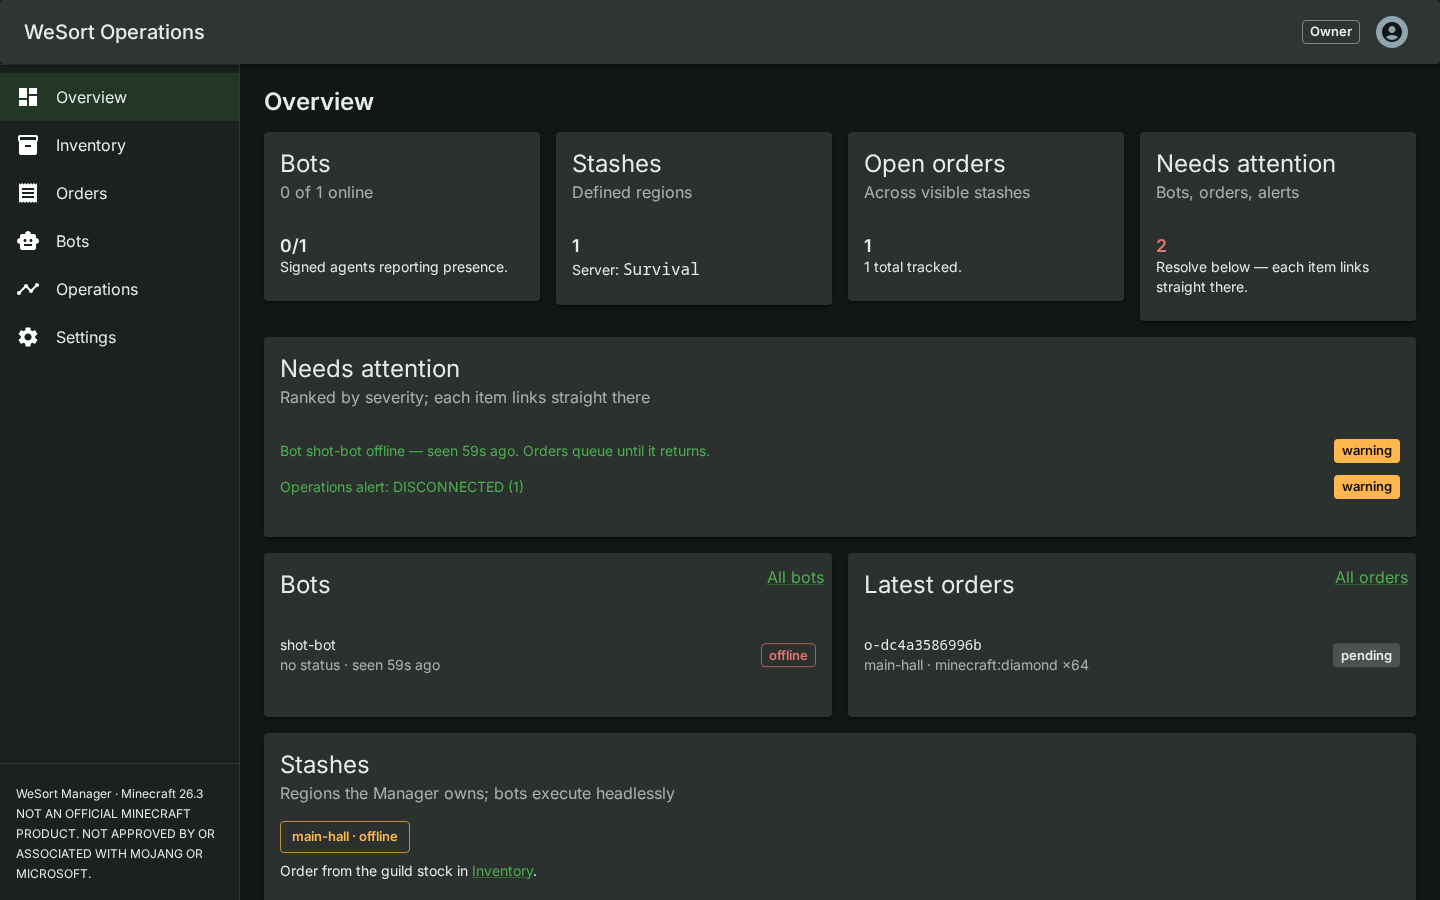 WeSort Operations
Owner
Overview
Inventory
Orders
Bots
Operations
Settings
WeSort Manager · Minecraft 26.3
NOT AN OFFICIAL MINECRAFT
PRODUCT. NOT APPROVED BY OR
ASSOCIATED WITH MOJANG OR
MICROSOFT.
Overview
Bots
0 of 1 online
0/1
Signed agents reporting presence.
Stashes
Defined regions
1
Server: Survival
Open orders
Across visible stashes
1
1 total tracked.
Needs attention
Bots, orders, alerts
2
Resolve below — each item links
straight there.
Needs attention
Ranked by severity; each item links straight there
Bot shot-bot offline — seen 59s ago. Orders queue until it returns.
warning
Operations alert: DISCONNECTED (1)
warning
Bots
All bots
shot-bot
no status · seen 59s ago
offline
Latest orders
All orders
o-dc4a3586996b
main-hall · minecraft:diamond ×64
pending
Stashes
Regions the Manager owns; bots execute headlessly
main-hall · offline
Order from the guild stock in Inventory.